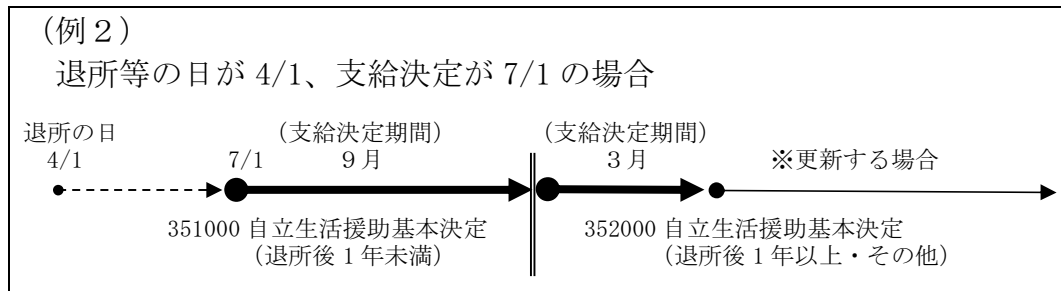 （例２）
退所等の日が 4/1、支給決定が 7/1 の場合
退所の日 （支給決定期間） （支給決定期間）
4/1 7/1 ９月 ３月 ※更新する場合
351000 自立生活援助基本決定 352000 自立生活援助基本決定
（退所後１年未満） （退所後１年以上・その他）